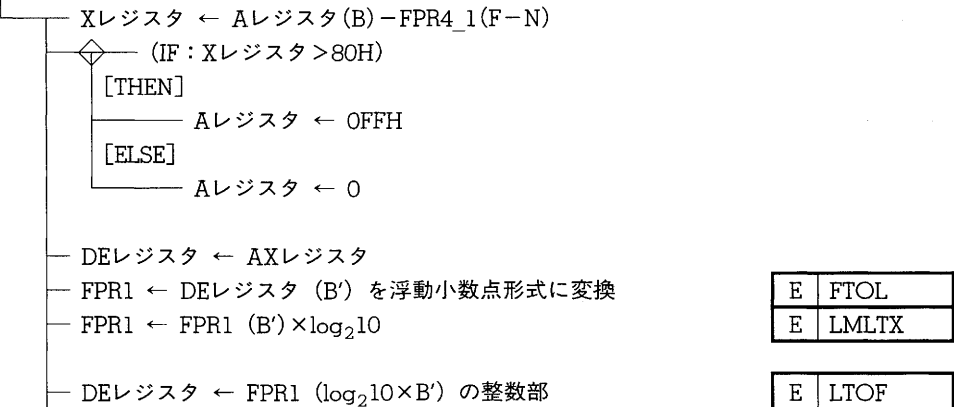 Xレジスタ ← Aレジスタ(B)−FPR4_1(F−N)
(IF：Xレジスタ>80H)
[THEN]
Aレジスタ ← 0FFH
[ELSE]
Aレジスタ ← 0
DEレジスタ ← AXレジスタ
FPR1 ← DEレジスタ (B′) を浮動小数点形式に変換 E FTOL
FPR1 ← FPR1 (B′)×log₂10 E LMLTX
DEレジスタ ← FPR1 (log₂10×B′) の整数部 E LTOF